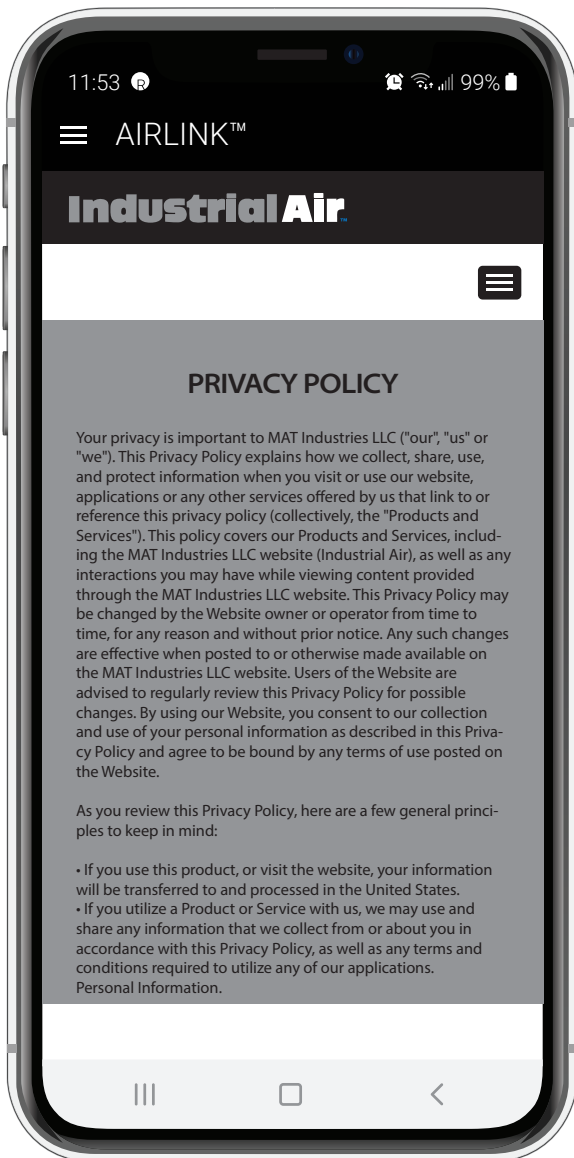 11:53 R 99%
AIRLINK™
Industrial Air™
PRIVACY POLICY
Your privacy is important to MAT Industries LLC ("our", "us" or
"we"). This Privacy Policy explains how we collect, share, use,
and protect information when you visit or use our website,
applications or any other services offered by us that link to or
reference this privacy policy (collectively, the "Products and
Services"). This policy covers our Products and Services, includ-
ing the MAT Industries LLC website (Industrial Air), as well as any
interactions you may have while viewing content provided
through the MAT Industries LLC website. This Privacy Policy may
be changed by the Website owner or operator from time to
time, for any reason and without prior notice. Any such changes
are effective when posted to or otherwise made available on
the MAT Industries LLC website. Users of the Website are
advised to regularly review this Privacy Policy for possible
changes. By using our Website, you consent to our collection
and use of your personal information as described in this Priva-
cy Policy and agree to be bound by any terms of use posted on
the Website.
As you review this Privacy Policy, here are a few general princi-
ples to keep in mind:
• If you use this product, or visit the website, your information
will be transferred to and processed in the United States.
• If you utilize a Product or Service with us, we may use and
share any information that we collect from or about you in
accordance with this Privacy Policy, as well as any terms and
conditions required to utilize any of our applications.
Personal Information.